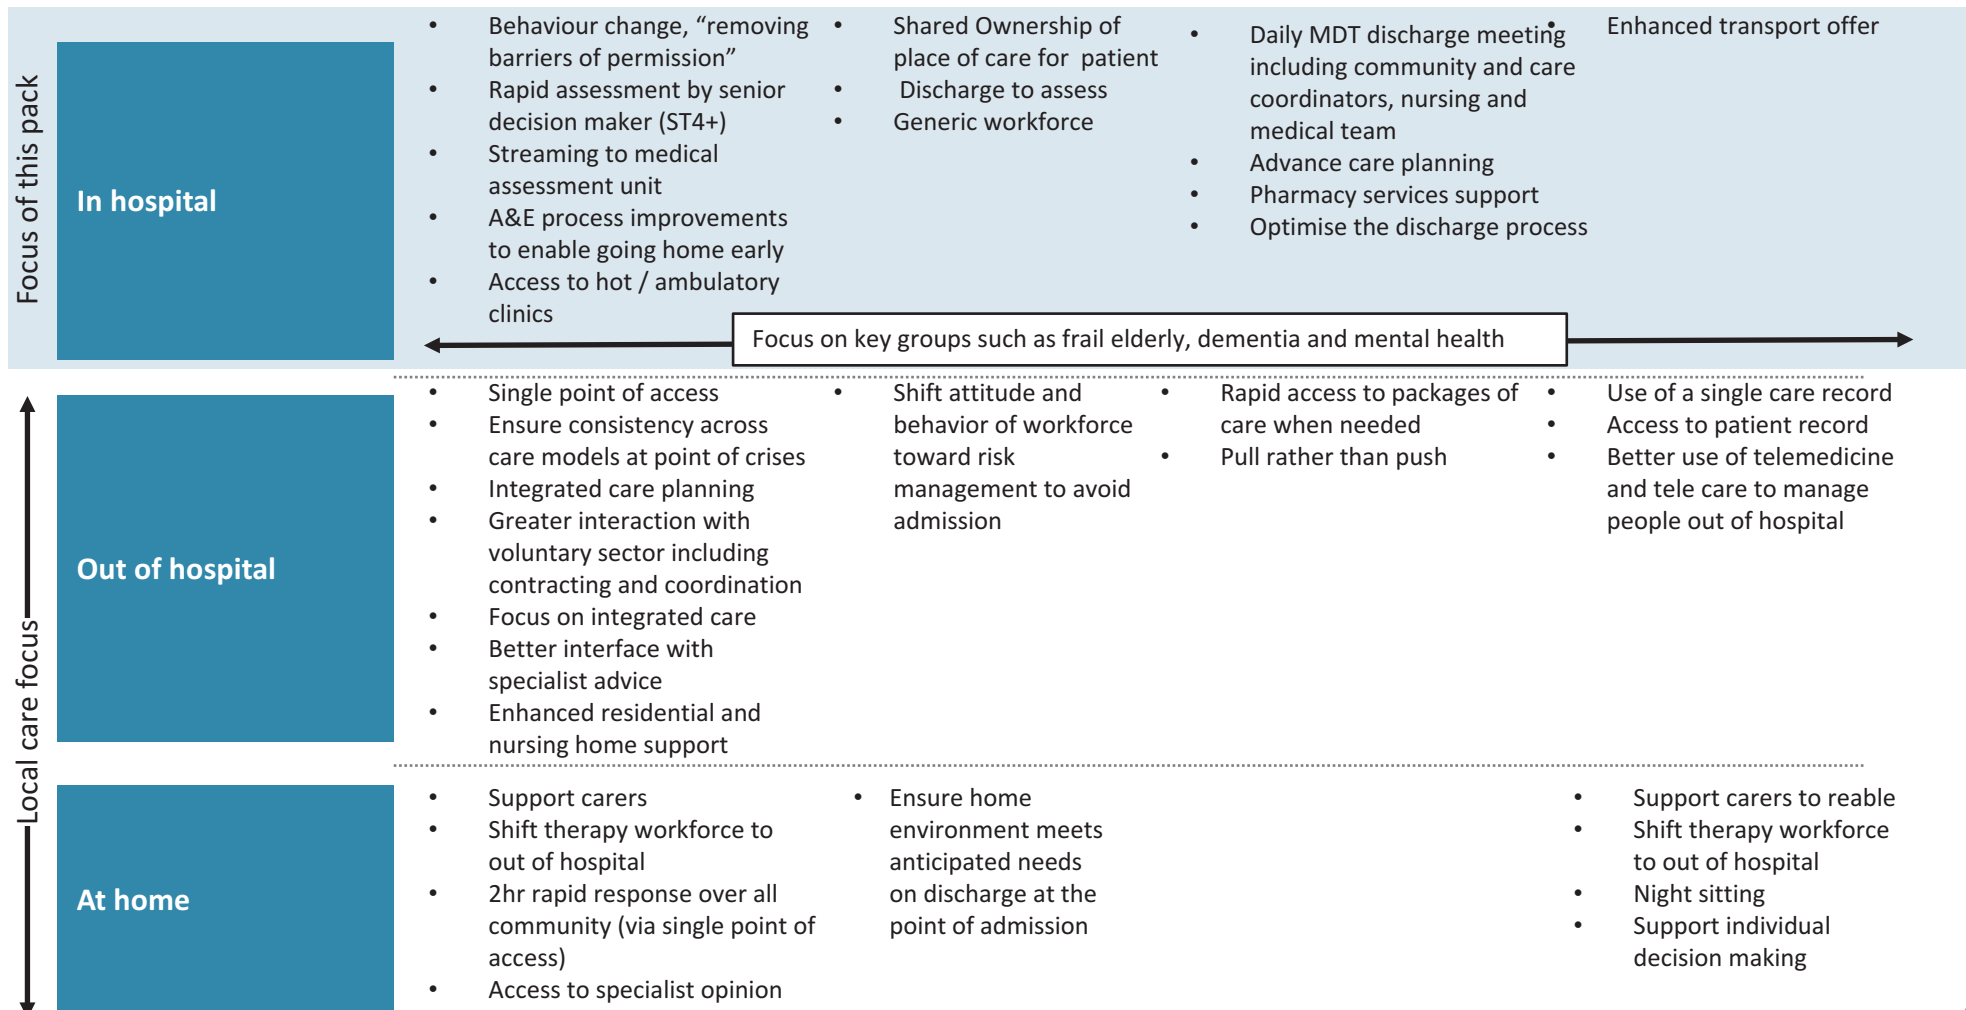 Focus of this pack
In hospital
• Behaviour change, “removing
barriers of permission”
• Rapid assessment by senior
decision maker (ST4+)
• Streaming to medical
assessment unit
• A&E process improvements
to enable going home early
• Access to hot / ambulatory
clinics
• Shared Ownership of
place of care for patient
• Discharge to assess
• Generic workforce
• Daily MDT discharge meeting
including community and care
coordinators, nursing and
medical team
• Advance care planning
• Pharmacy services support
• Optimise the discharge process
• Enhanced transport offer
Focus on key groups such as frail elderly, dementia and mental health
Local care focus
Out of hospital
• Single point of access
• Ensure consistency across
care models at point of crises
• Integrated care planning
• Greater interaction with
voluntary sector including
contracting and coordination
• Focus on integrated care
• Better interface with
specialist advice
• Enhanced residential and
nursing home support
• Shift attitude and
behavior of workforce
toward risk
management to avoid
admission
• Rapid access to packages of
care when needed
• Pull rather than push
• Use of a single care record
• Access to patient record
• Better use of telemedicine
and tele care to manage
people out of hospital
At home
• Support carers
• Shift therapy workforce to
out of hospital
• 2hr rapid response over all
community (via single point of
access)
• Access to specialist opinion
• Ensure home
environment meets
anticipated needs
on discharge at the
point of admission
• Support carers to reable
• Shift therapy workforce
to out of hospital
• Night sitting
• Support individual
decision making